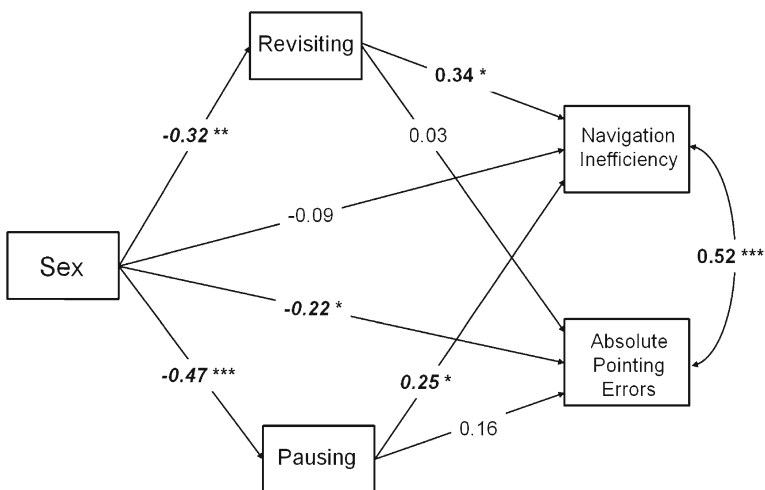 Revisiting
0.34 *
-0.32 **
0.03
Navigation
Inefficiency
-0.09
Sex
0.52 ***
-0.22 *
Absolute
Pointing
Errors
-0.47 ***
0.25 *
0.16
Pausing